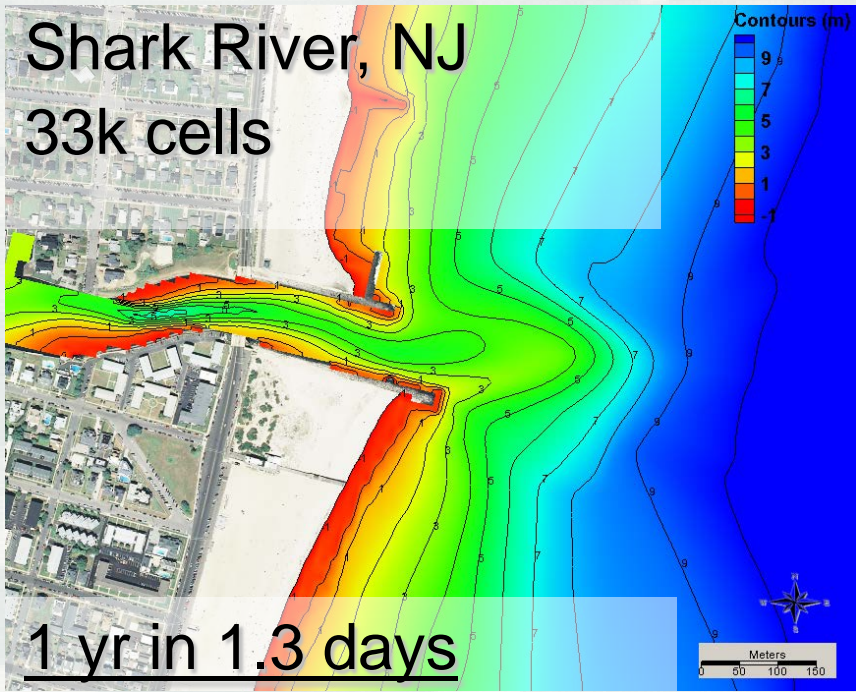 Shark River, NJ
33k cells
Contours (m)
9
7
5
3
1
-1
1 yr in 1.3 days
N
W E
S
Meters
0 50 100 150